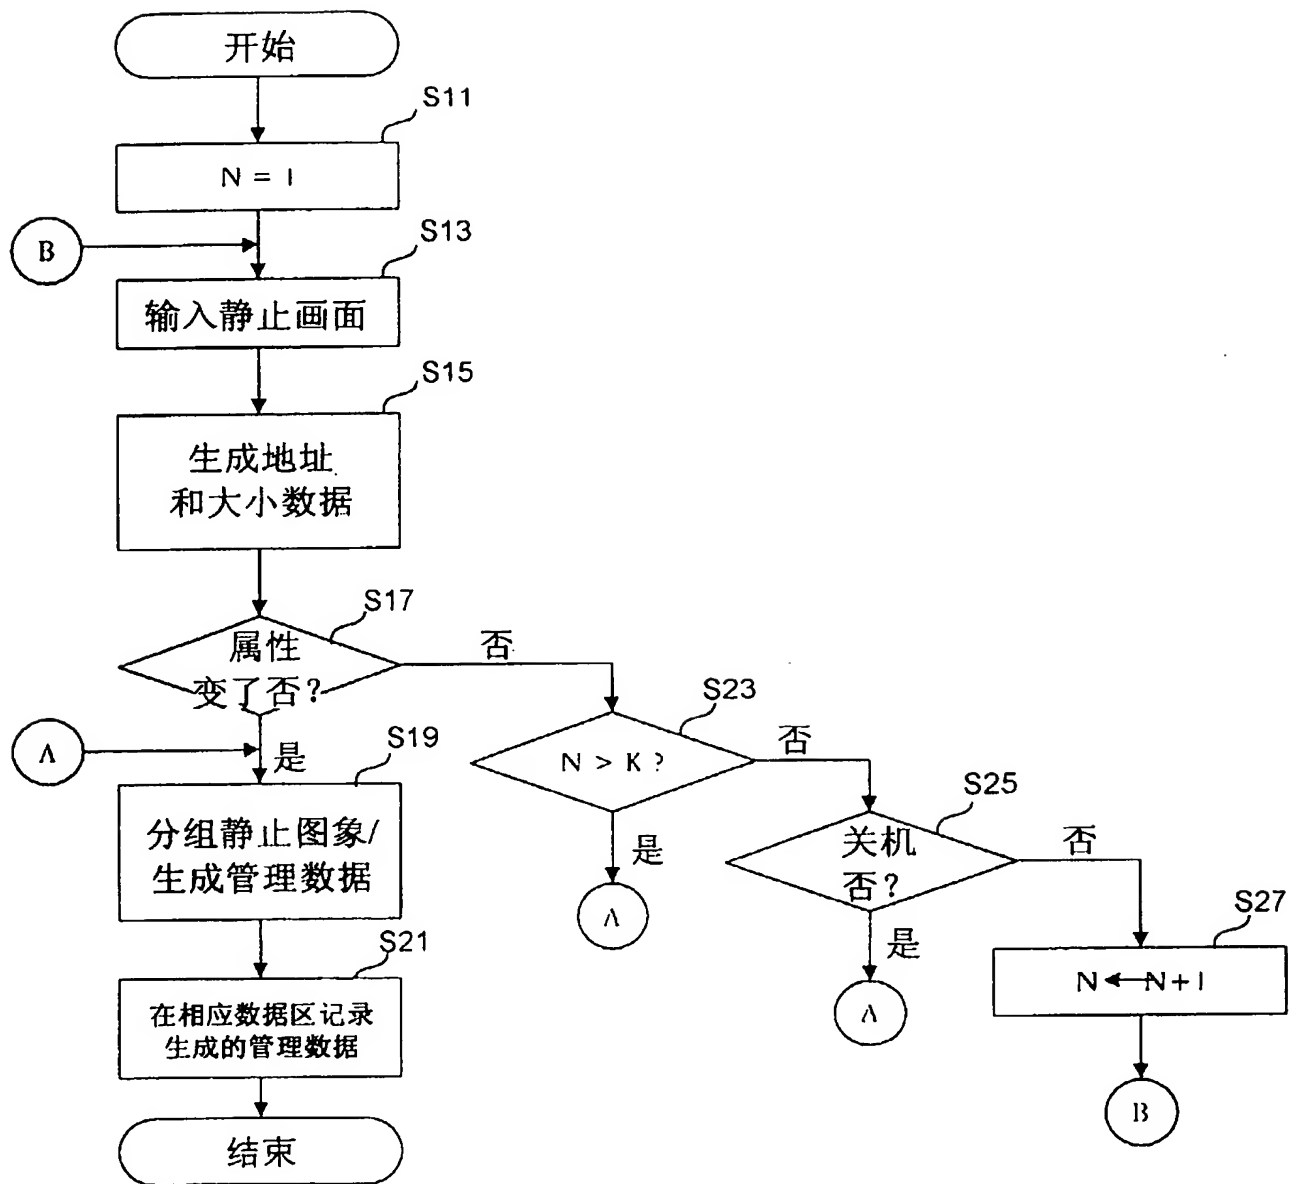 开始
S11
N = 1
B
S13
输入静止画面
S15
生成地址
和大小数据
S17
属性
变了否?
否
是
A
S19
分组静止图象/
生成管理数据
S21
在相应数据区记录
生成的管理数据
结束
S23
N > K ?
否
是
A
S25
关机
否?
否
是
A
S27
N ← N + 1
B